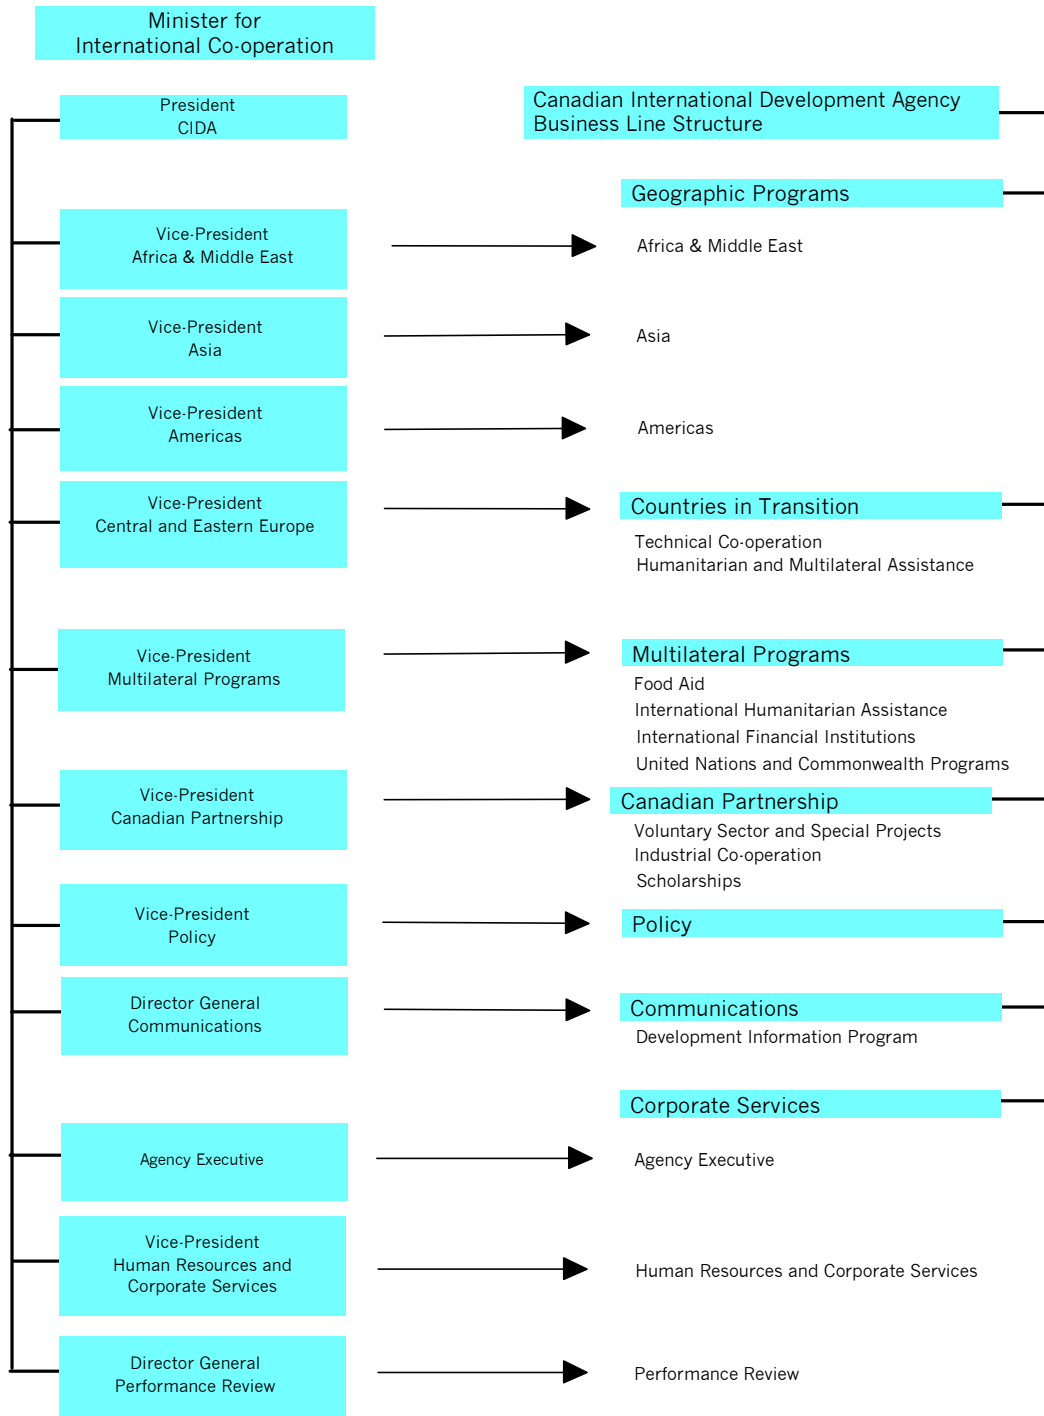 Minister for
International Co-operation
President
CIDA
Canadian International Development Agency
Business Line Structure
Geographic Programs
Vice-President
Africa & Middle East
Africa & Middle East
Vice-President
Asia
Asia
Vice-President
Americas
Americas
Vice-President
Central and Eastern Europe
Countries in Transition
Technical Co-operation
Humanitarian and Multilateral Assistance
Vice-President
Multilateral Programs
Multilateral Programs
Food Aid
International Humanitarian Assistance
International Financial Institutions
United Nations and Commonwealth Programs
Vice-President
Canadian Partnership
Canadian Partnership
Voluntary Sector and Special Projects
Industrial Co-operation
Scholarships
Vice-President
Policy
Policy
Director General
Communications
Communications
Development Information Program
Corporate Services
Agency Executive
Agency Executive
Vice-President
Human Resources and
Corporate Services
Human Resources and Corporate Services
Director General
Performance Review
Performance Review